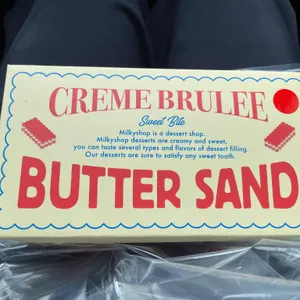 CREME BRULEE
Sweet Bite
Milkyshop is a dessert shop.
Milkyshop desserts are creamy and sweet,
you can taste several types and flavors of dessert filling.
Our desserts are sure to satisfy any sweet tooth.
BUTTER SAND